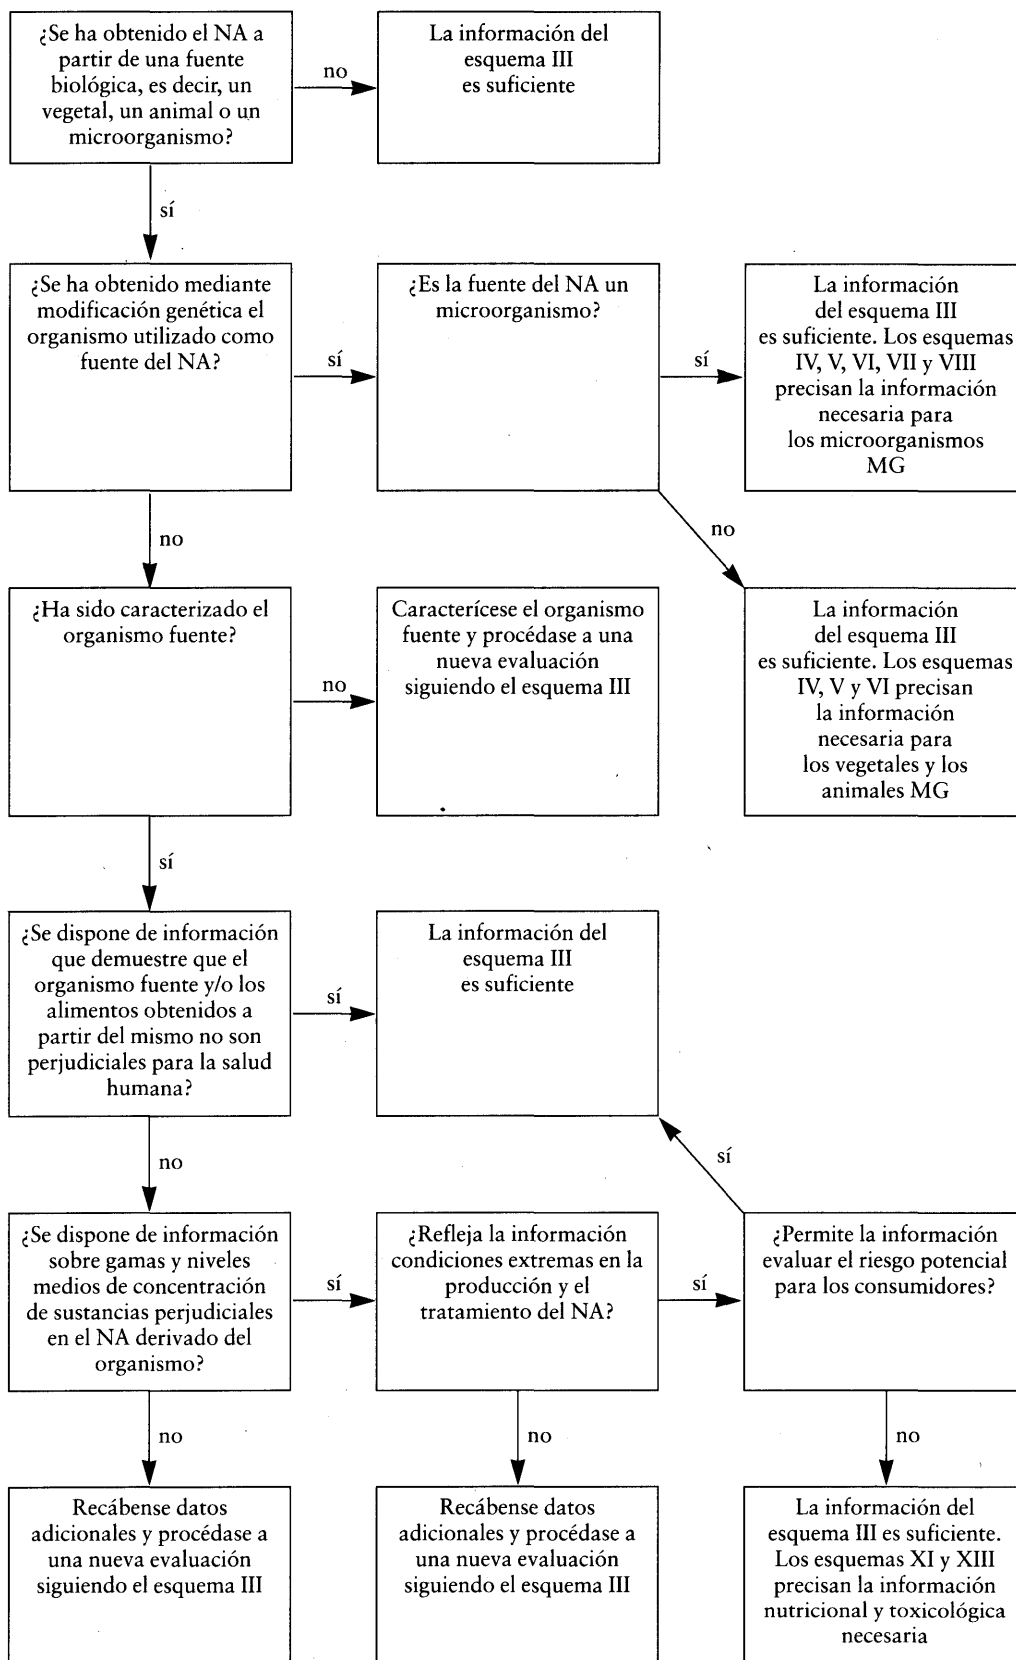 ¿Se ha obtenido el NA a
partir de una fuente
biológica, es decir, un
vegetal, un animal o un
microorganismo?
no
La información del
esquema III
es suficiente
sí
¿Se ha obtenido mediante
modificación genética el
organismo utilizado como
fuente del NA?
sí
¿Es la fuente del NA un
microorganismo?
sí
La información
del esquema III
es suficiente. Los esquemas
IV, V, VI, VII y VIII
precisan la información
necesaria para
los microorganismos
MG
no
no
¿Ha sido caracterizado el
organismo fuente?
no
Caracterícese el organismo
fuente y procédase a una
nueva evaluación
siguiendo el esquema III
La información
del esquema III
es suficiente. Los esquemas
IV, V y VI precisan
la información
necesaria para
los vegetales y los
animales MG
sí
¿Se dispone de información
que demuestre que el
organismo fuente y/o los
alimentos obtenidos a
partir del mismo no son
perjudiciales para la salud
humana?
sí
La información del
esquema III
es suficiente
no
sí
¿Se dispone de información
sobre gamas y niveles
medios de concentración
de sustancias perjudiciales
en el NA derivado del
organismo?
sí
¿Refleja la información
condiciones extremas en la
producción y el
tratamiento del NA?
sí
¿Permite la información
evaluar el riesgo potencial
para los consumidores?
no
no
no
Recábense datos
adicionales y procédase a
una nueva evaluación
siguiendo el esquema III
Recábense datos
adicionales y procédase a
una nueva evaluación
siguiendo el esquema III
La información del
esquema III es suficiente.
Los esquemas XI y XIII
precisan la información
nutricional y toxicológica
necesaria